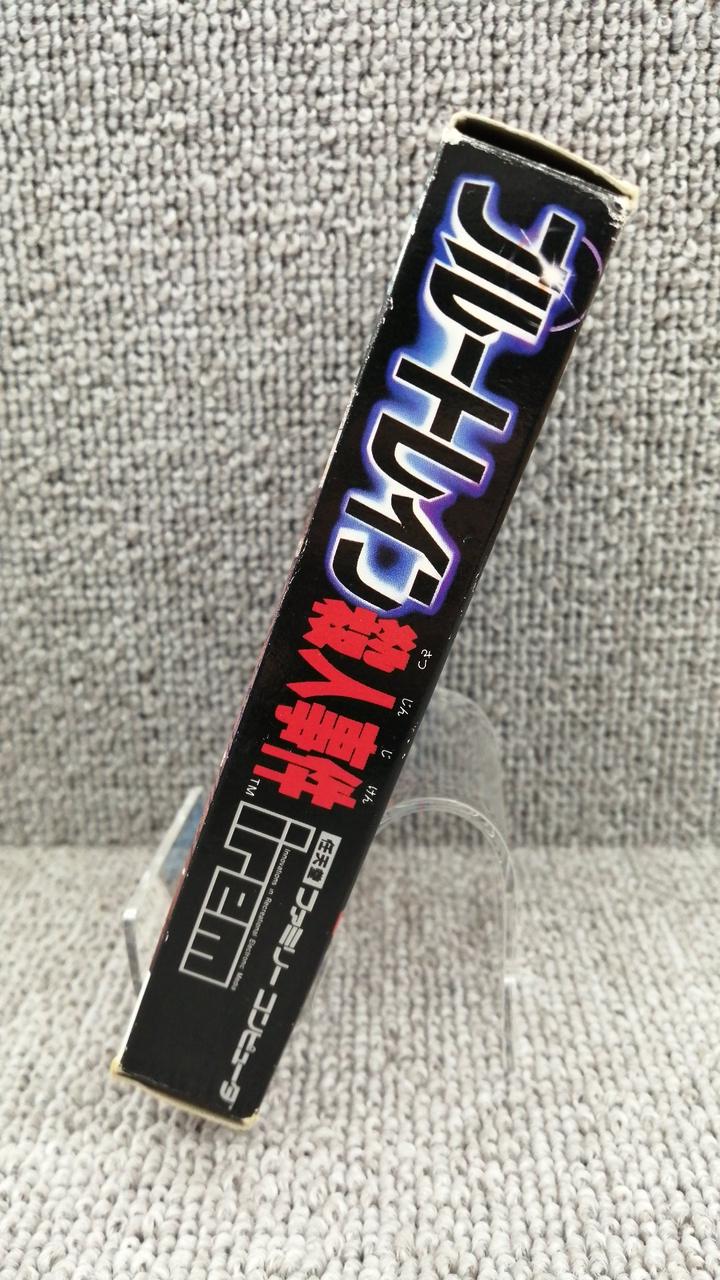 ブルートレイン
殺人事件
さつ じん じ けん
TM
irem
Innovations in Recreational Electronic Media
任天堂
ファミリーコンピュータ